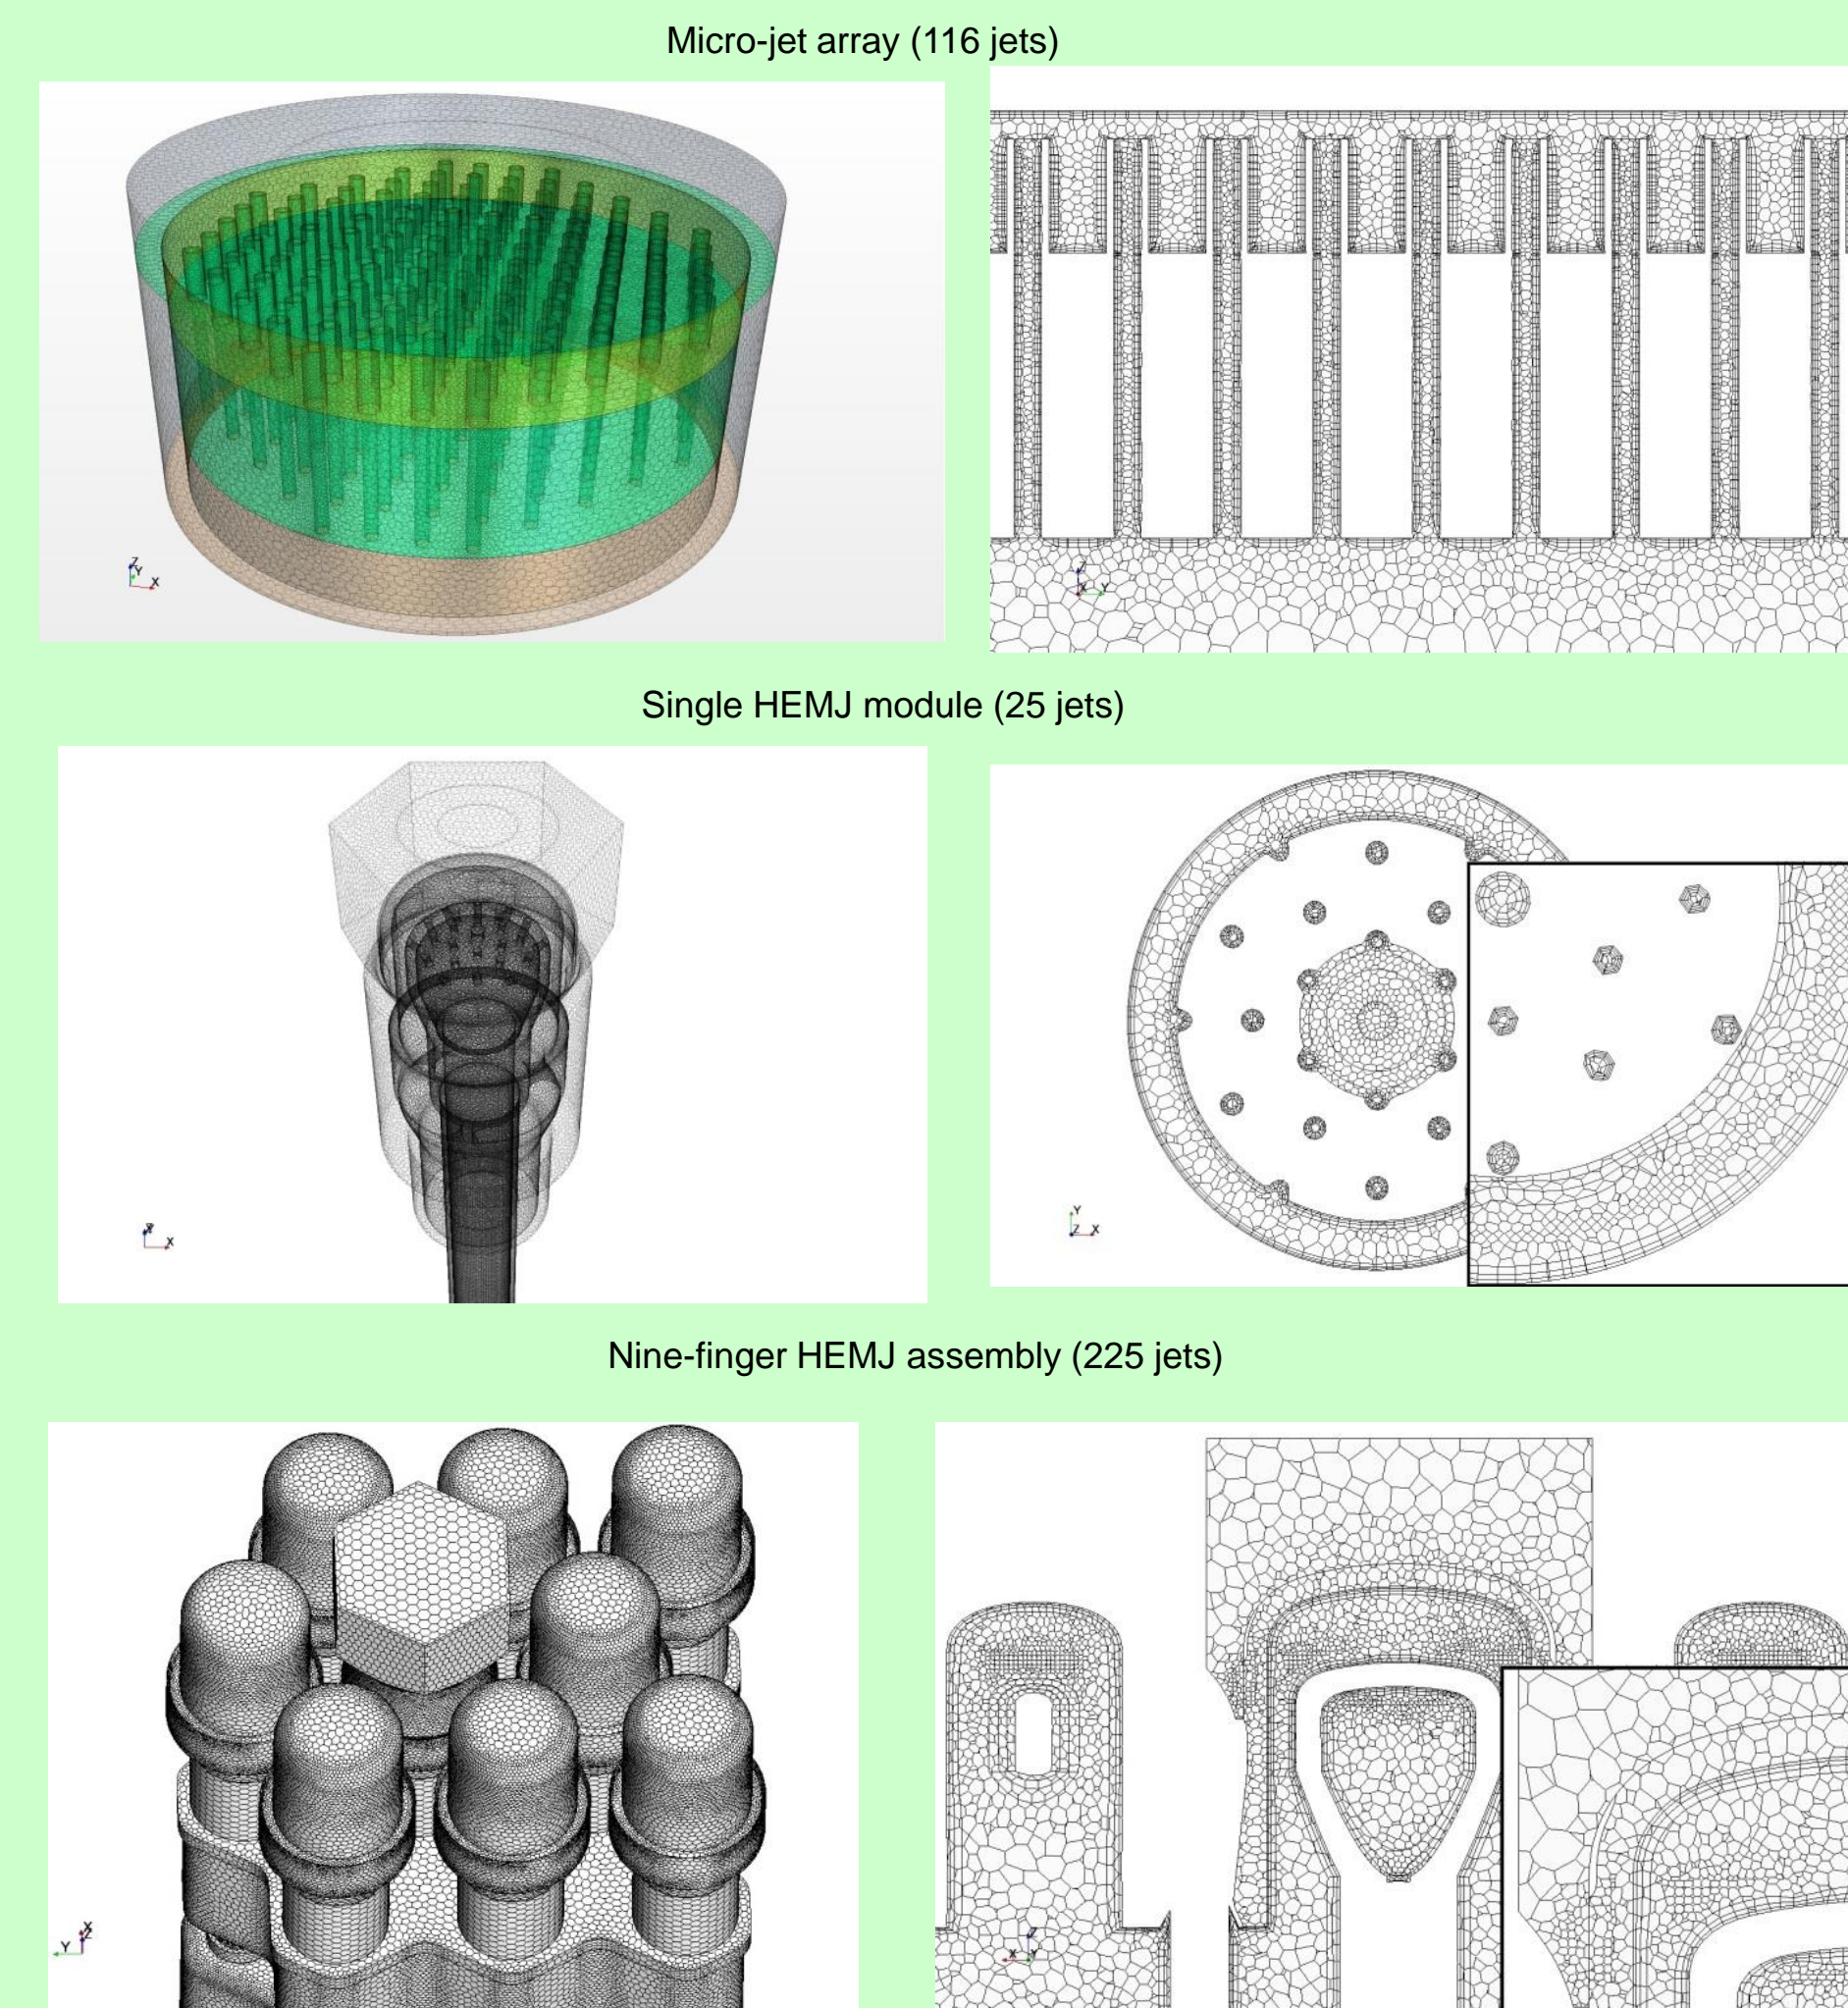 Micro-jet array (116 jets)
Z
Y
X
Z
X
Y
Single HEMJ module (25 jets)
X
Y
Z
X
Nine-finger HEMJ assembly (225 jets)
X
Z
Y
Z
X
Y